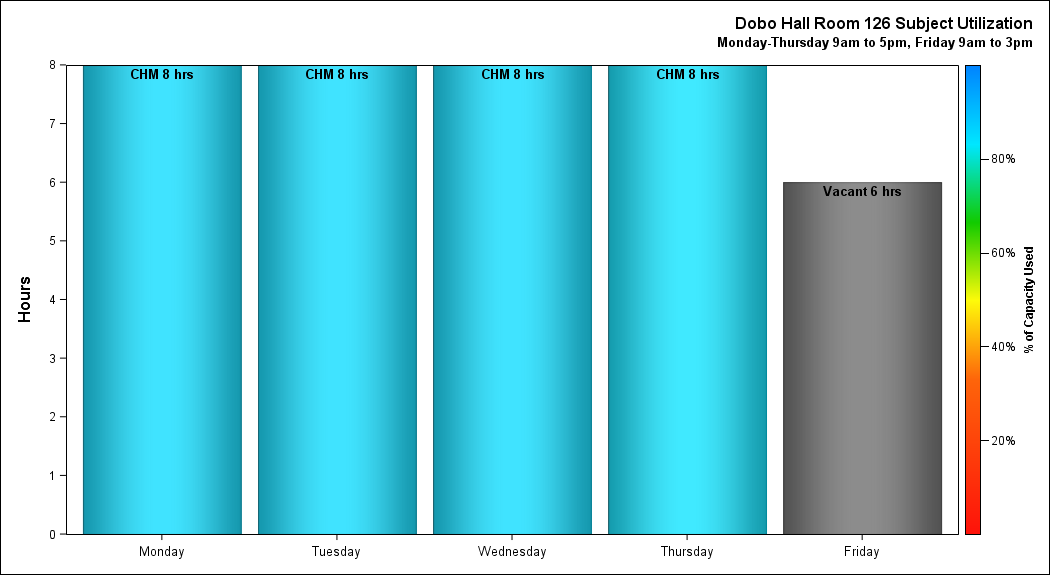 Dobo Hall Room 126 Subject Utilization
Monday-Thursday 9am to 5pm, Friday 9am to 3pm
CHM 8 hrs
CHM 8 hrs
CHM 8 hrs
CHM 8 hrs
Vacant 6 hrs
8
7
6
5
4
3
2
1
0
Hours
Monday
Tuesday
Wednesday
Thursday
Friday
80%
60%
40%
20%
% of Capacity Used